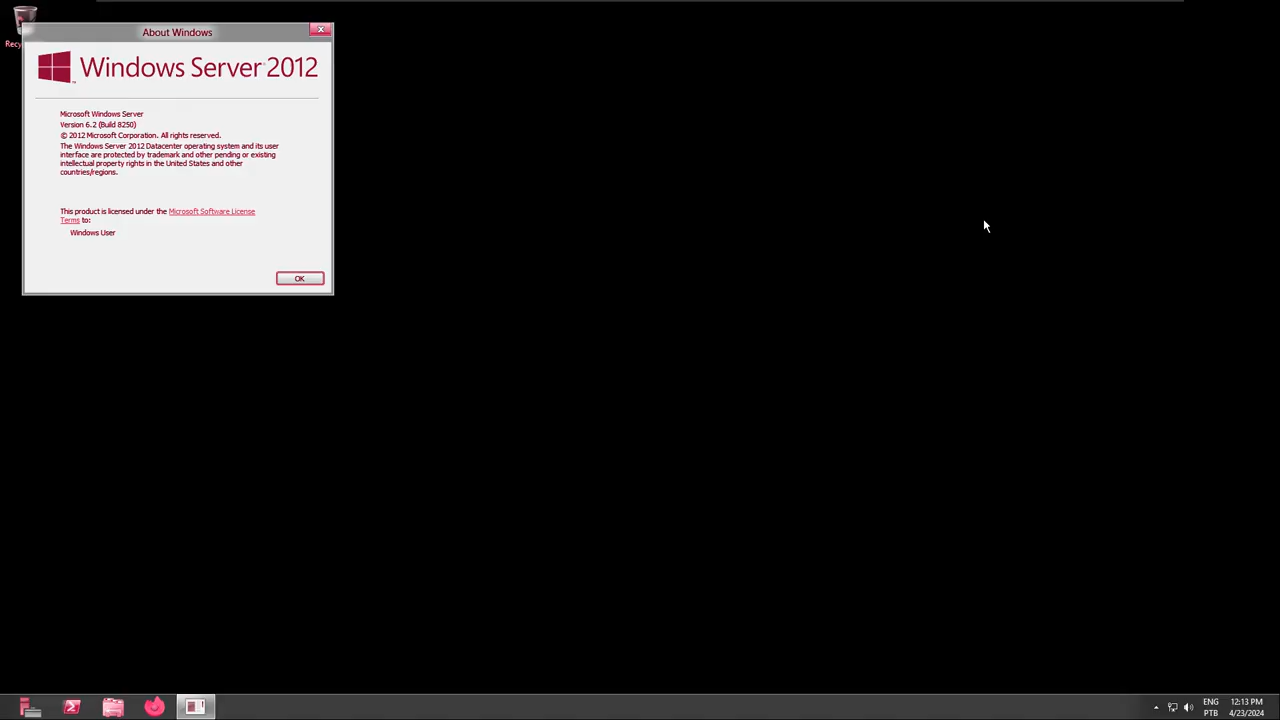 Recy
About Windows
Windows Server 2012
Microsoft Windows Server
Version 6.2 (Build 8250)
© 2012 Microsoft Corporation. All rights reserved.
The Windows Server 2012 Datacenter operating system and its user
interface are protected by trademark and other pending or existing
intellectual property rights in the United States and other
countries/regions.
This product is licensed under the Microsoft Software License
Terms to:
Windows User
OK
ENG 12:13 PM
PTB 4/23/2024